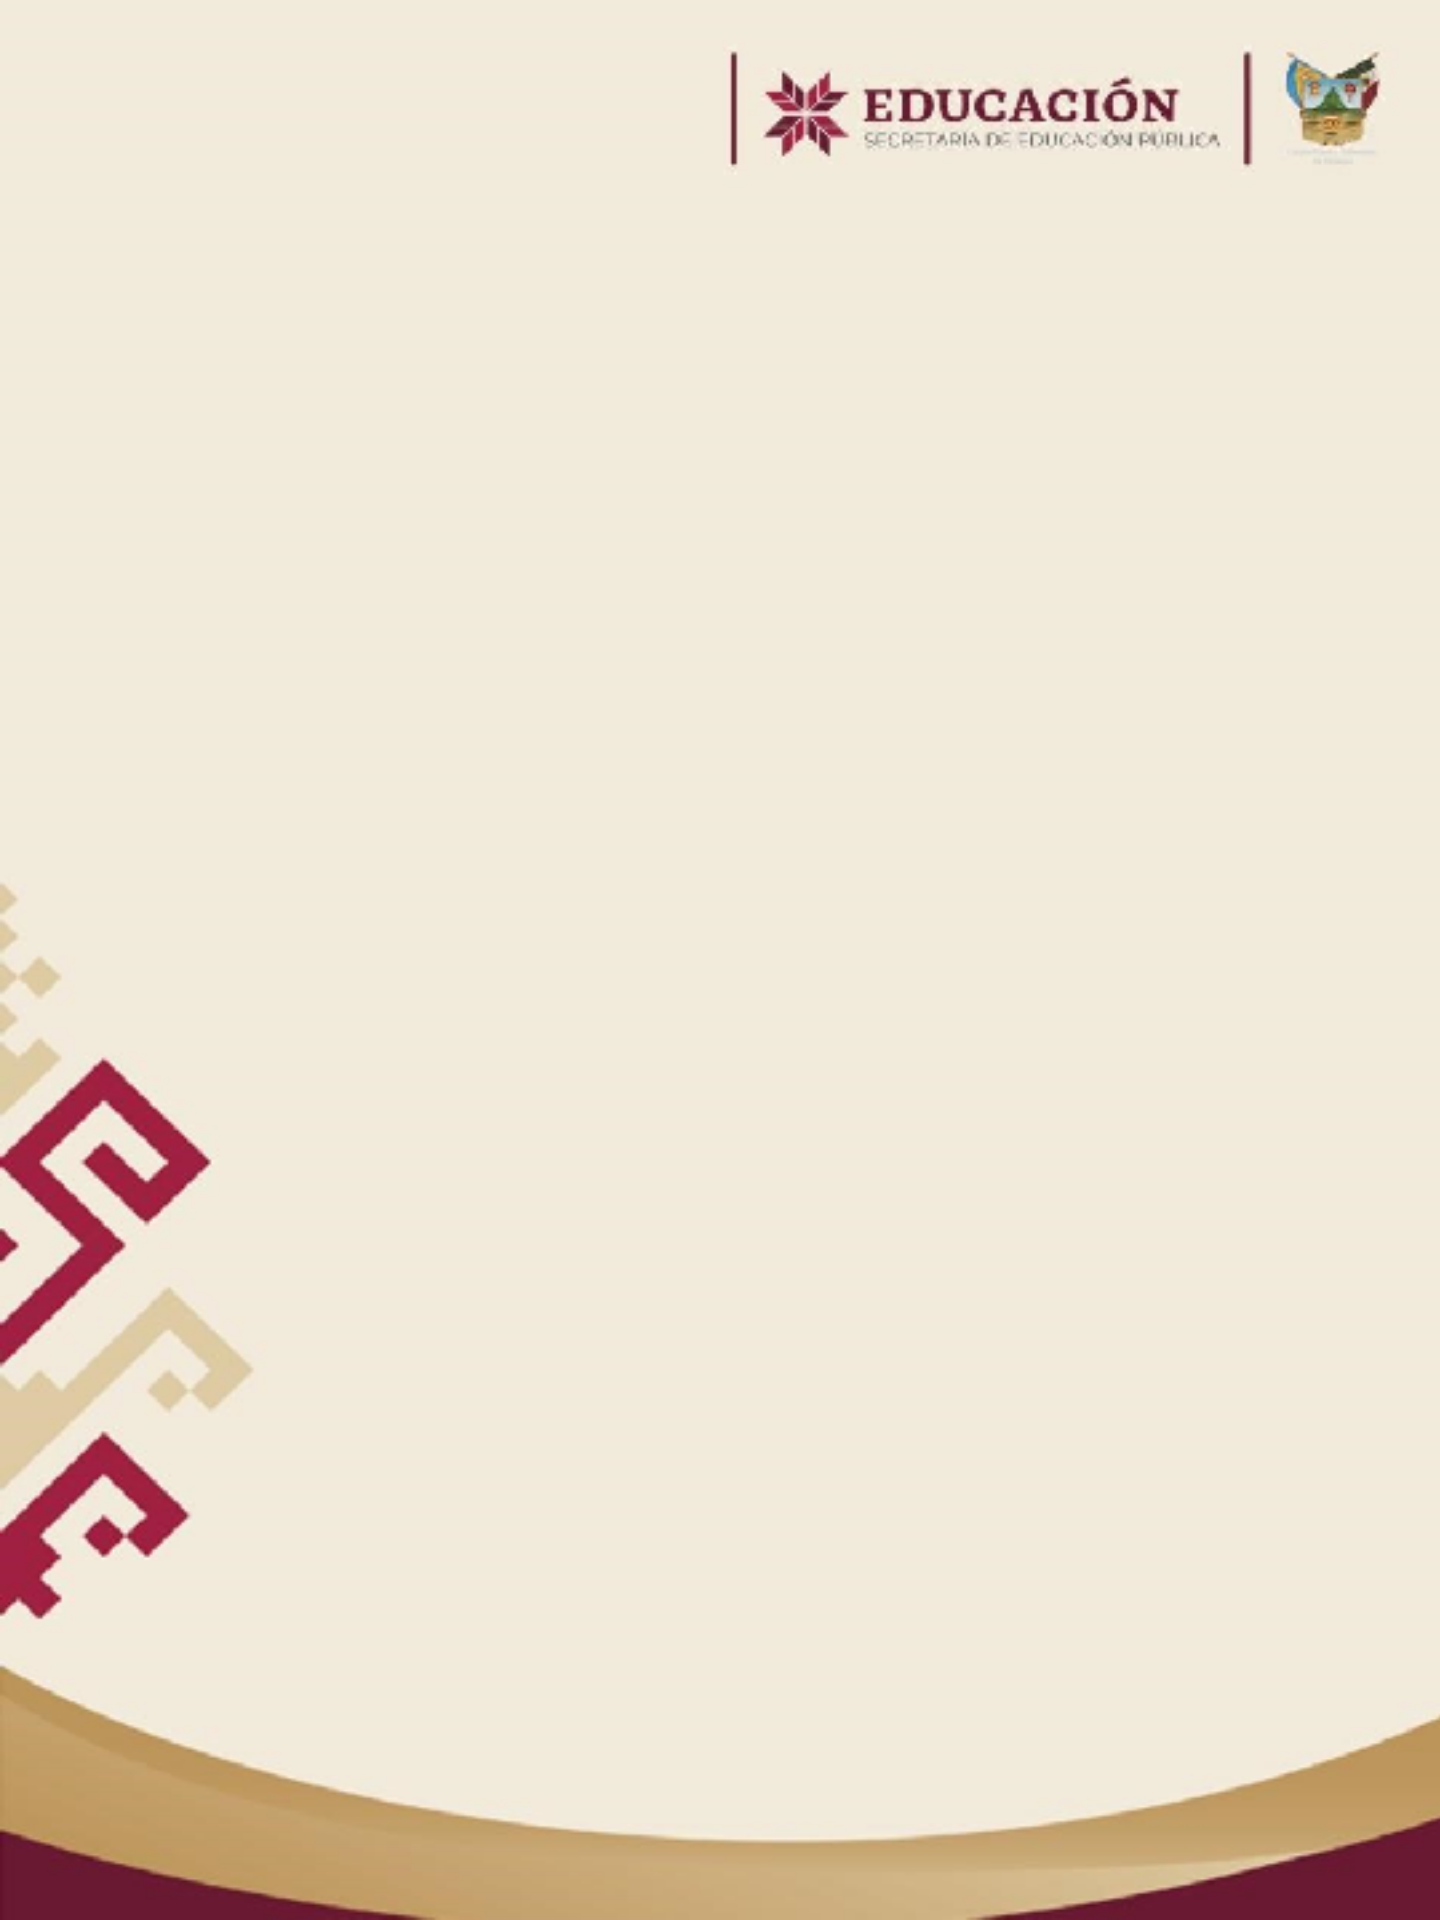 EDUCACIÓN
SECRETARÍA DE EDUCACIÓN PÚBLICA